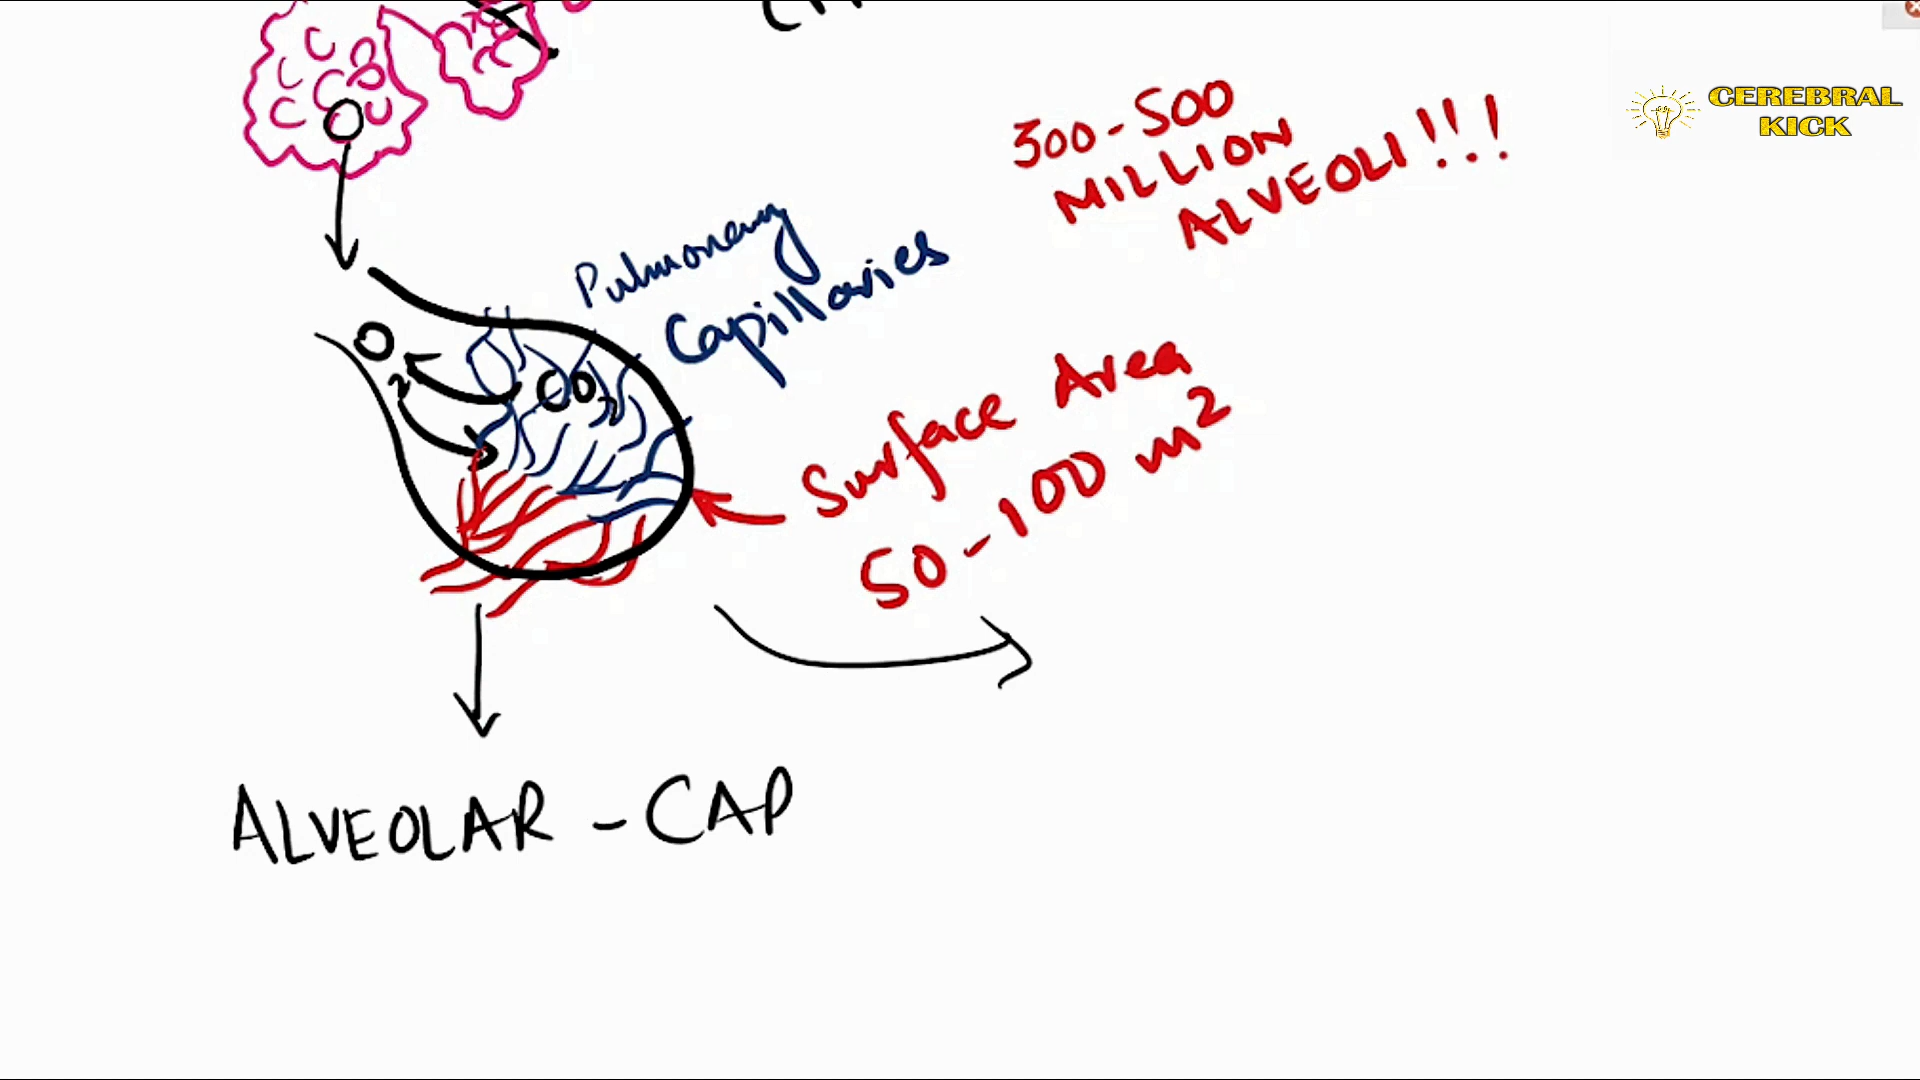 CEREBRAL
KICK
300-500
MILLION
ALVEOLI!!!
Pulmonary
Capillaries
O2
CO2
Surface Area
50-100 m2
ALVEOLAR - CAP